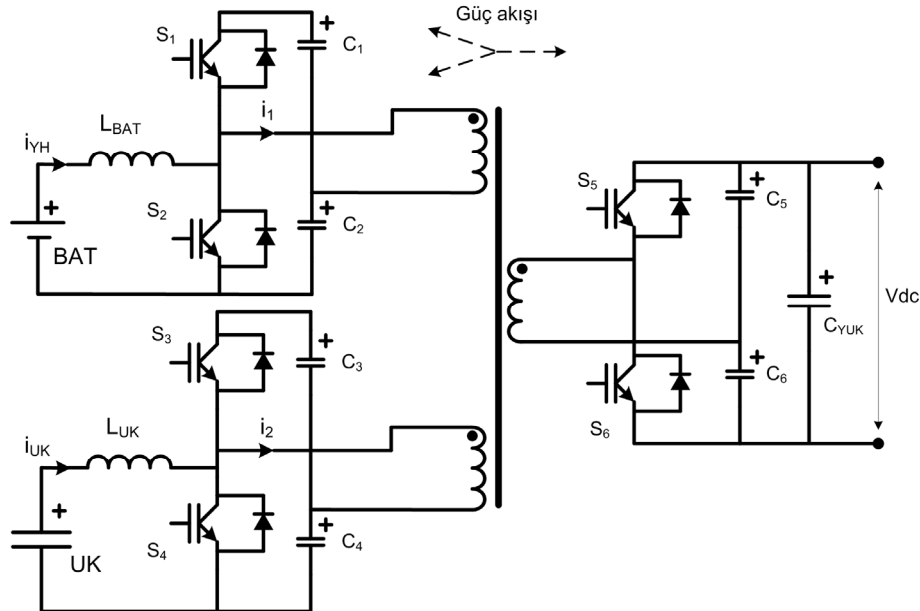 Güç akışı
S1
C1
i1
LBAT
iYH
S2
C2
+
+
+
BAT
S5
C5
+
+
CYUK
Vdc
C6
+
S6
S3
C3
+
i2
LUK
iUK
S4
C4
+
+
UK